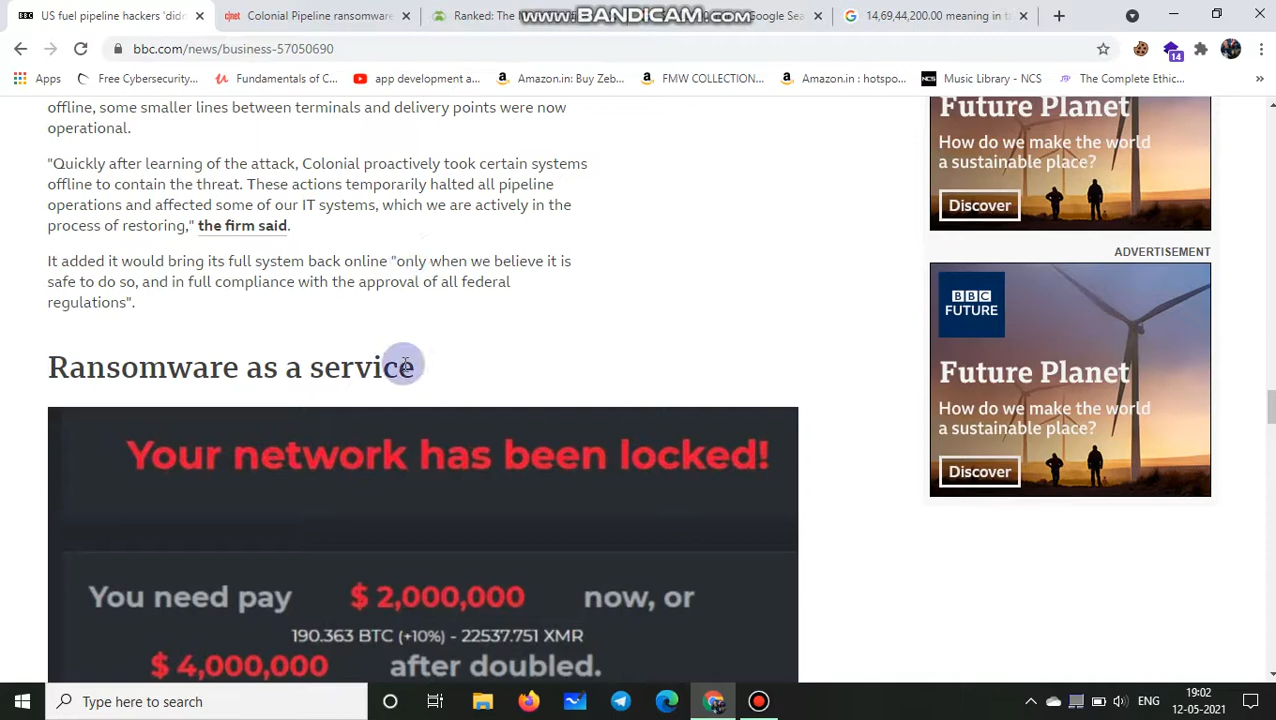 US fuel pipeline hackers 'didn
Colonial Pipeline ransomware
Ranked: The
www.BANDICAM.com
Google Sea
14,69,44,200.00 meaning in t
bbc.com/news/business-57050690
14
Apps
Free Cybersecurity...
Fundamentals of C...
app development a...
Amazon.in: Buy Zeb...
FMW COLLECTION...
Amazon.in : hotspo...
Music Library - NCS
The Complete Ethic...
»
offline, some smaller lines between terminals and delivery points were now
operational.
"Quickly after learning of the attack, Colonial proactively took certain systems
offline to contain the threat. These actions temporarily halted all pipeline
operations and affected some of our IT systems, which we are actively in the
process of restoring," the firm said.
It added it would bring its full system back online "only when we believe it is
safe to do so, and in full compliance with the approval of all federal
regulations".
Ransomware as a service
Your network has been locked!
You need pay $ 2,000,000 now, or
190.363 BTC (+10%) - 22537.751 XMR
$ 4,000,000 after doubled.
Future Planet
How do we make the world
a sustainable place?
Discover
ADVERTISEMENT
BBC
FUTURE
Future Planet
How do we make the world
a sustainable place?
Discover
Type here to search
ENG
19:02
12-05-2021